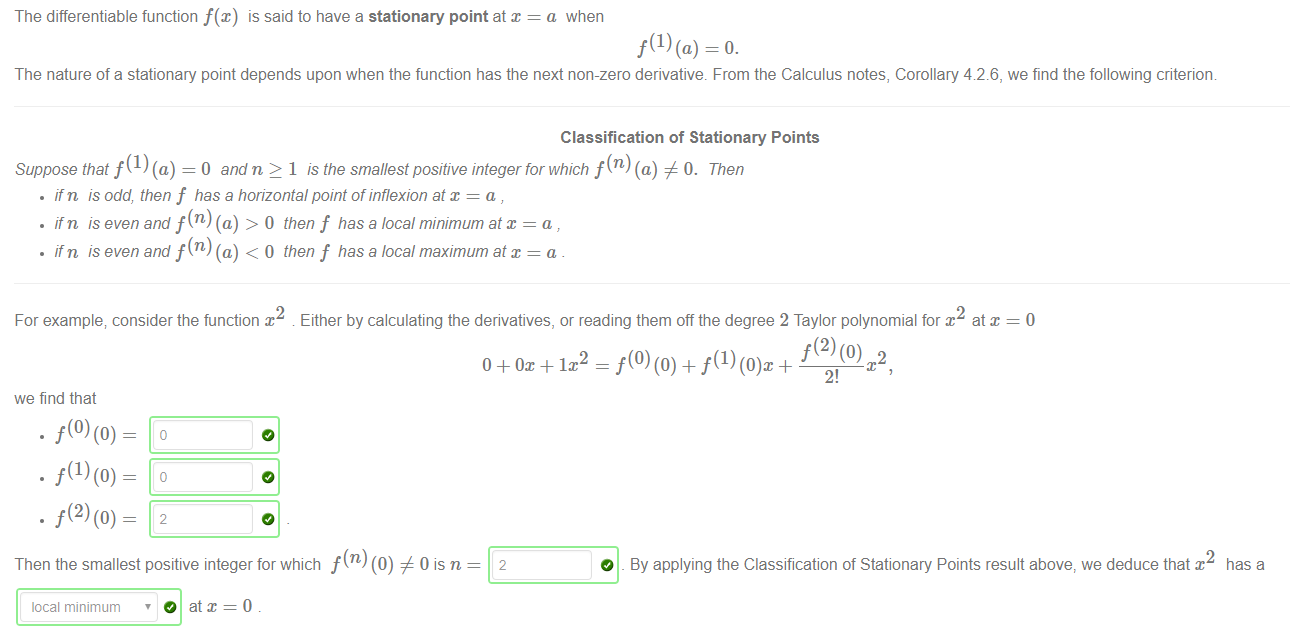 The differentiable function f(x) is said to have a stationary point at x = a when
f^(1)(a) = 0.
The nature of a stationary point depends upon when the function has the next non-zero derivative. From the Calculus notes, Corollary 4.2.6, we find the following criterion.
Classification of Stationary Points
Suppose that f^(1)(a) = 0 and n ≥ 1 is the smallest positive integer for which f^(n)(a) ≠ 0. Then
• if n is odd, then f has a horizontal point of inflexion at x = a ,
• if n is even and f^(n)(a) > 0 then f has a local minimum at x = a ,
• if n is even and f^(n)(a) < 0 then f has a local maximum at x = a .
For example, consider the function x^2 . Either by calculating the derivatives, or reading them off the degree 2 Taylor polynomial for x^2 at x = 0
0 + 0x + 1x^2 = f^(0)(0) + f^(1)(0)x + f^(2)(0)/2! x^2,
we find that
• f^(0)(0) = 0
• f^(1)(0) = 0
• f^(2)(0) = 2 .
Then the smallest positive integer for which f^(n)(0) ≠ 0 is n = 2 . By applying the Classification of Stationary Points result above, we deduce that x^2 has a
local minimum at x = 0 .